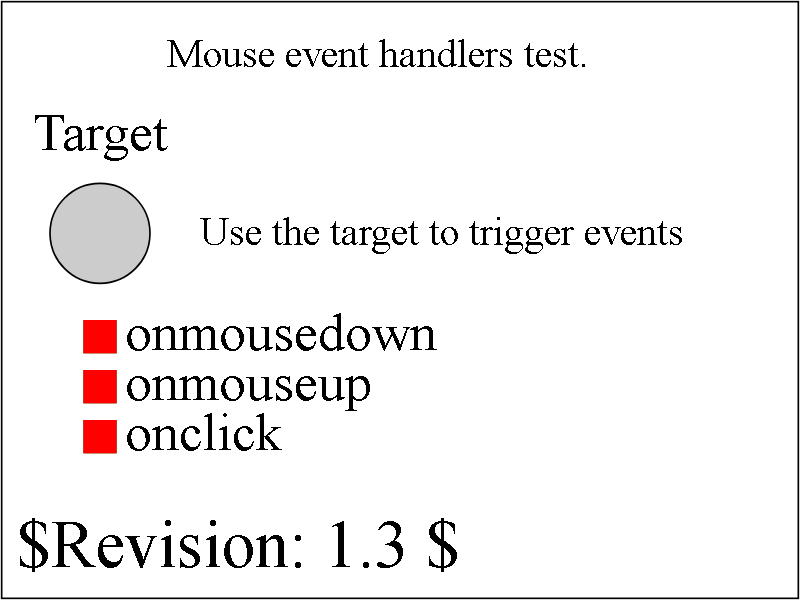 Mouse event handlers test.
Target
Use the target to trigger events
onmousedown
onmouseup
onclick
$Revision: 1.3 $